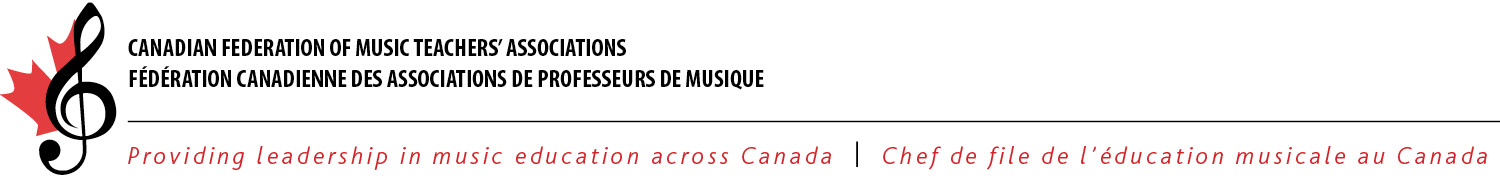 CANADIAN FEDERATION OF MUSIC TEACHERS’ ASSOCIATIONS
FÉDÉRATION CANADIENNE DES ASSOCIATIONS DE PROFESSEURS DE MUSIQUE
Providing leadership in music education across Canada | Chef de file de l’éducation musicale au Canada